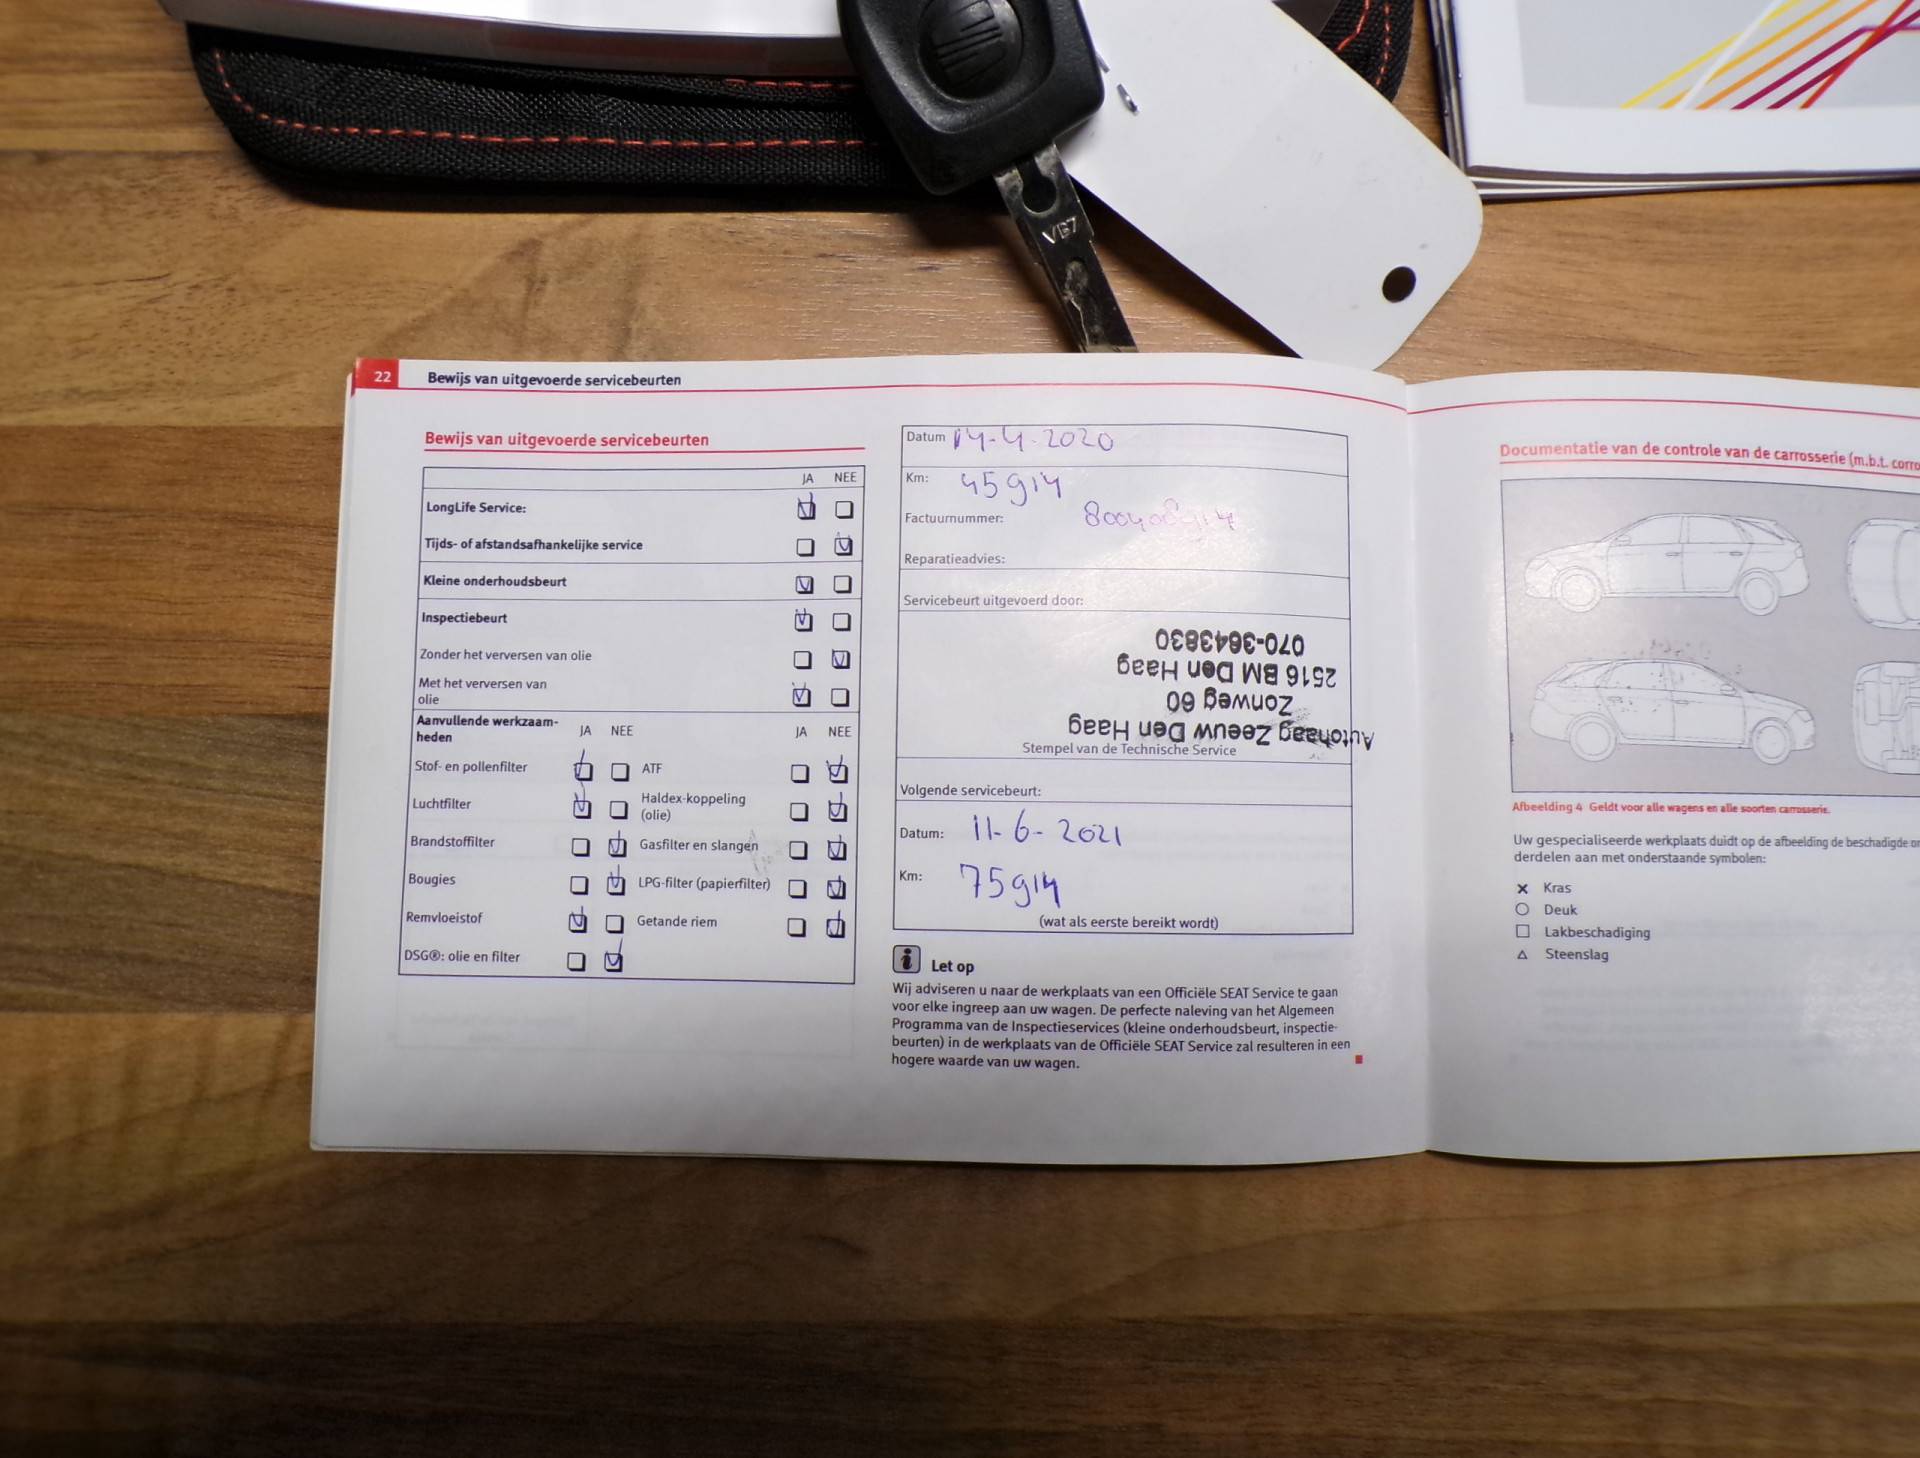 VB7
22
Bewijs van uitgevoerde servicebeurten
Bewijs van uitgevoerde servicebeurten
JA NEE
LongLife Service:
Tijds- of afstandsafhankelijke service
Kleine onderhoudsbeurt
Inspectiebeurt
Zonder het verversen van olie
Met het verversen van
olie
Aanvullende werkzaam-
heden
JA NEE JA NEE
Stof- en pollenfilter ATF
Luchtfilter Haldex-koppeling
(olie)
Brandstoffilter Gasfilter en slangen
Bougies LPG-filter (papierfilter)
Remvloeistof Getande riem
DSG®: olie en filter
Datum 14-4-2020
Km: 45914
Factuurnummer:
Reparatieadvies:
Servicebeurt uitgevoerd door:
Autohaag Zeeuw Den Haag
Zonweg 60
2516 BM Den Haag
070-3643830
Stempel van de Technische Service
Volgende servicebeurt:
Datum: 11-6-2021
Km: 75914
(wat als eerste bereikt wordt)
Let op
Wij adviseren u naar de werkplaats van een Officiële SEAT Service te gaan
voor elke ingreep aan uw wagen. De perfecte naleving van het Algemeen
Programma van de Inspectieservices (kleine onderhoudsbeurt, inspectie-
beurten) in de werkplaats van de Officiële SEAT Service zal resulteren in een
hogere waarde van uw wagen.
Documentatie van de controle van de carrosserie (m.b.t.
Afbeelding 4 Geldt voor alle wagens en alle soorten carrosserie.
Uw gespecialiseerde werkplaats duidt op de afbeelding de beschadigde
derdelen aan met onderstaande symbolen:
Kras
Deuk
Lakbeschadiging
Steenslag